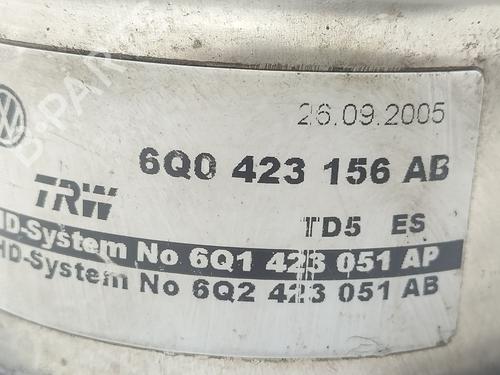 26.09.2005
6Q0 423 156 AB
TRW
TD5 ES
HD-System No 6Q1 423 051 AP
HD-System No 6Q2 423 051 AB